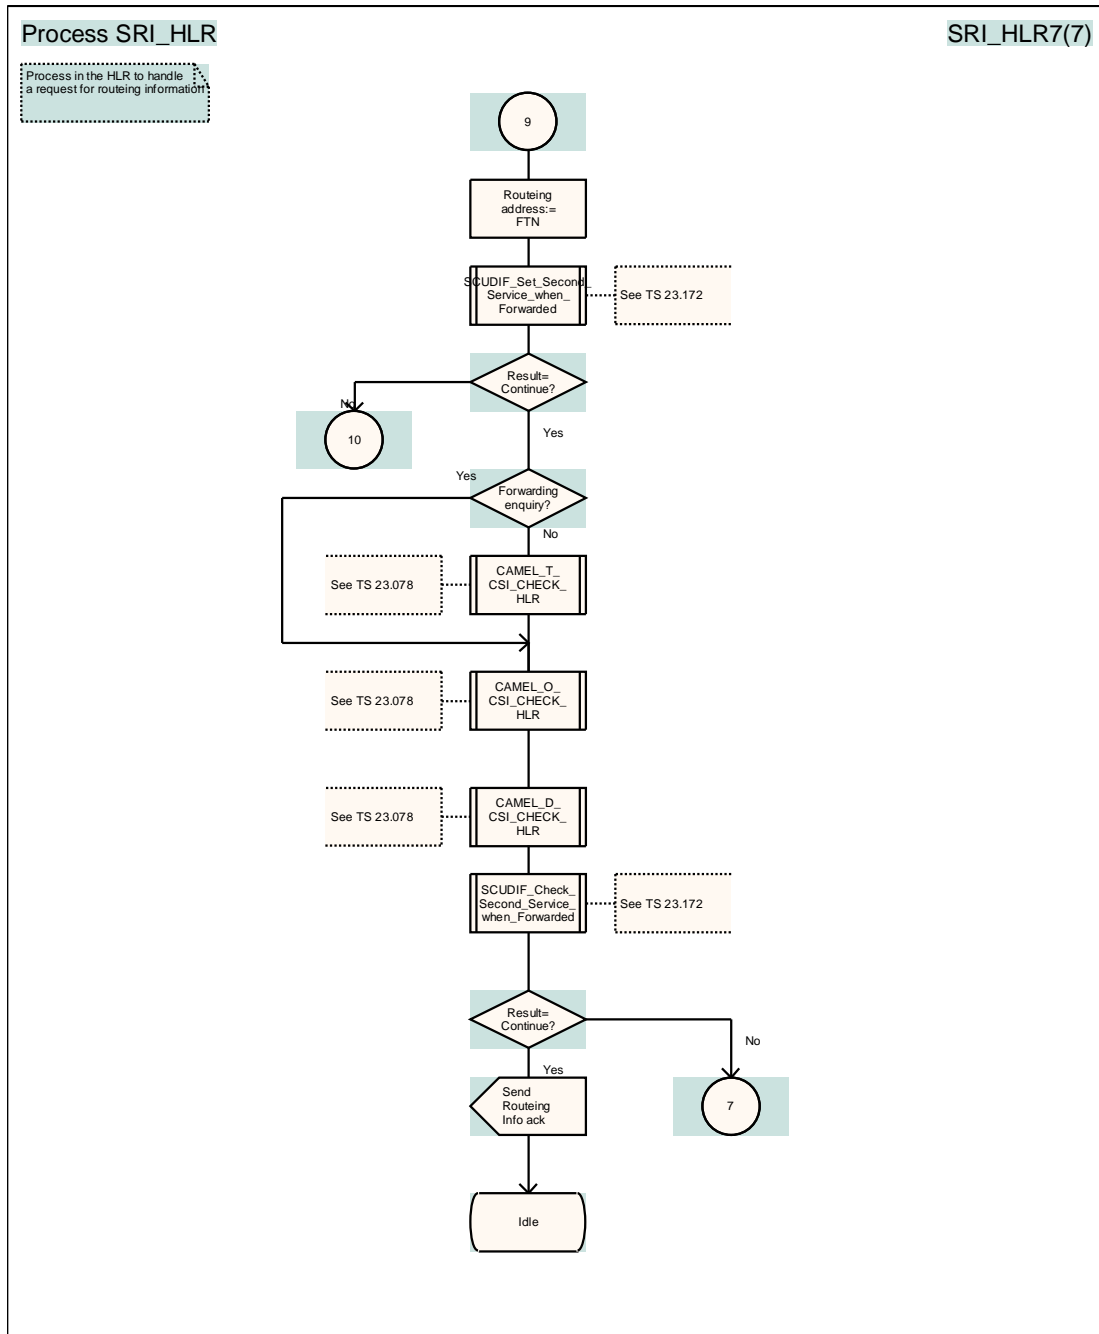 Process SRI_HLR
SRI_HLR7(7)
Process in the HLR to handle
a request for routeing information
9
Routeing
address:=
FTN
SCUDIF_Set_Second_
Service_when_
Forwarded
See TS 23.172
Result=
Continue?
No
10
Yes
Yes
Forwarding
enquiry?
No
See TS 23.078
CAMEL_T_
CSI_CHECK_
HLR
See TS 23.078
CAMEL_O_
CSI_CHECK_
HLR
See TS 23.078
CAMEL_D_
CSI_CHECK_
HLR
SCUDIF_Check_
Second_Service_
when_Forwarded
See TS 23.172
Result=
Continue?
No
Yes
Send
Routeing
Info ack
7
Idle